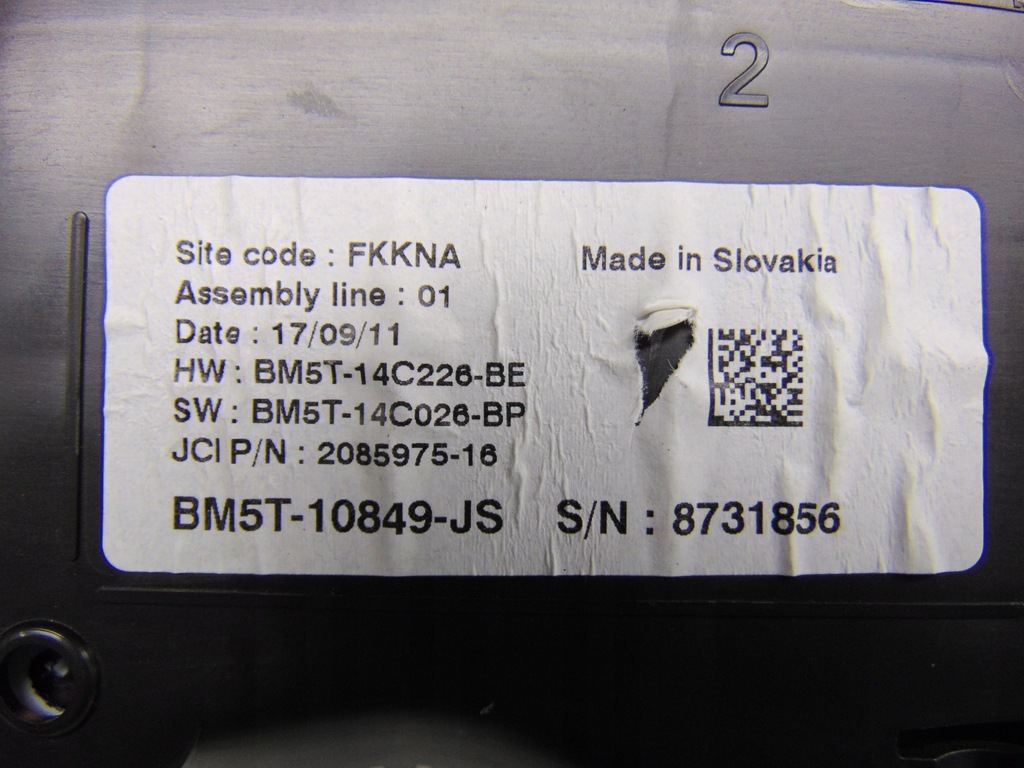 2
Site code : FKKNA
Made in Slovakia
Assembly line : 01
Date : 17/09/11
HW : BM5T-14C226-BE
SW : BM5T-14C026-BP
JCI P/N : 2085975-16
BM5T-10849-JS S/N : 8731856